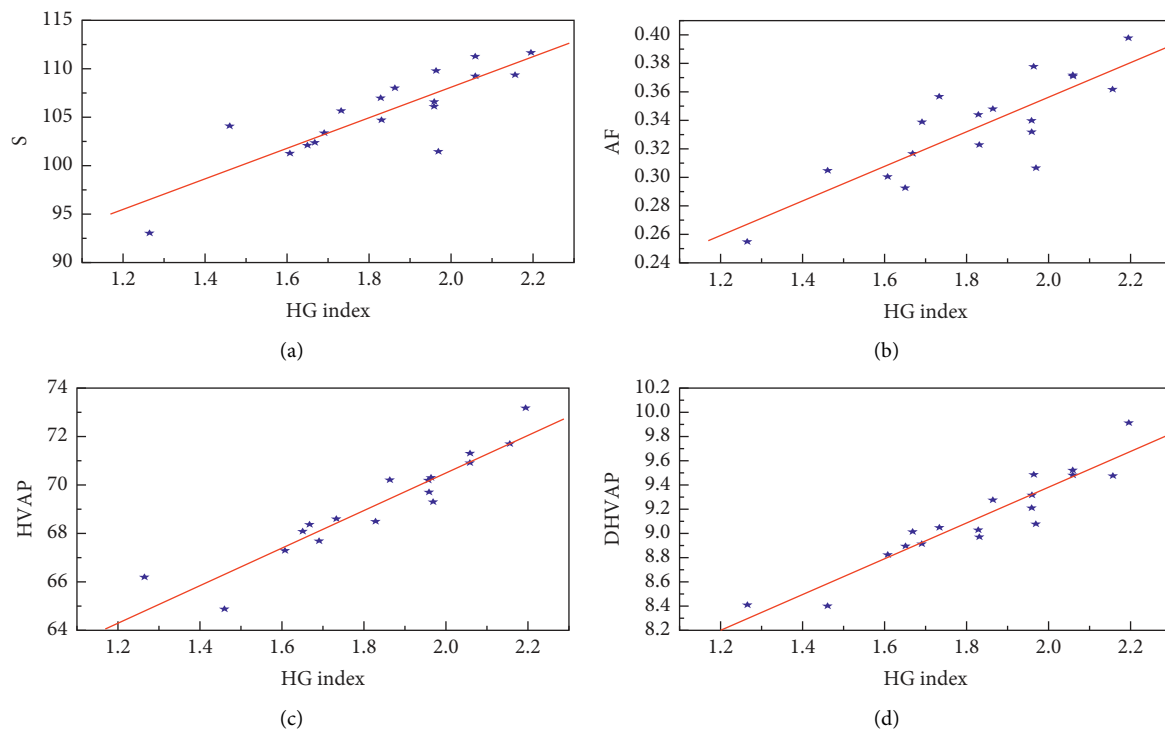 115
110
105
100
95
90
S
1.2 1.4 1.6 1.8 2.0 2.2
HG index
(a)
0.40
0.38
0.36
0.34
0.32
0.30
0.28
0.26
0.24
AF
1.2 1.4 1.6 1.8 2.0 2.2
HG index
(b)
74
72
70
68
66
64
HVAP
1.2 1.4 1.6 1.8 2.0 2.2
HG index
(c)
10.2
10.0
9.8
9.6
9.4
9.2
9.0
8.8
8.6
8.4
8.2
DHVAP
1.2 1.4 1.6 1.8 2.0 2.2
HG index
(d)